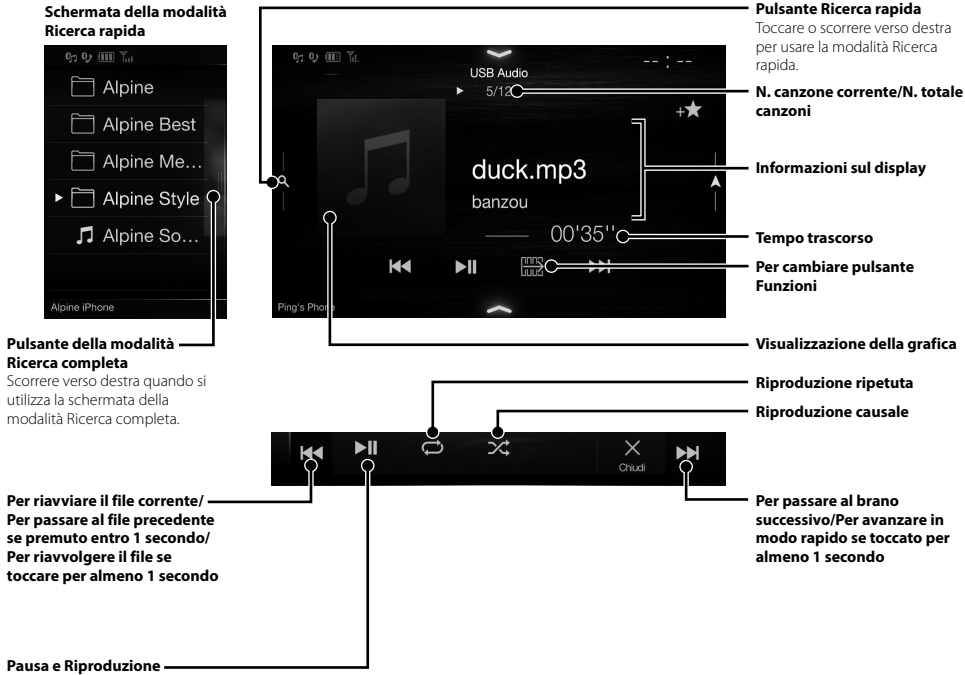 Schermata della modalità
Ricerca rapida
Alpine
Alpine Best
Alpine Me...
Alpine Style
Alpine So...
Alpine iPhone
Pulsante della modalità
Ricerca completa
Scorrere verso destra quando si
utilizza la schermata della
modalità Ricerca completa.
USB Audio
5/12
-- : --
duck.mp3
banzou
00'35''
Ping's Phone
Pulsante Ricerca rapida
Toccare o scorrere verso destra
per usare la modalità Ricerca
rapida.
N. canzone corrente/N. totale
canzoni
Informazioni sul display
Tempo trascorso
Per cambiare pulsante
Funzioni
Visualizzazione della grafica
Riproduzione ripetuta
Riproduzione causale
Chiudi
Per riavviare il file corrente/
Per passare al file precedente
se premuto entro 1 secondo/
Per riavvolgere il file se
toccare per almeno 1 secondo
Per passare al brano
successivo/Per avanzare in
modo rapido se toccato per
almeno 1 secondo
Pausa e Riproduzione